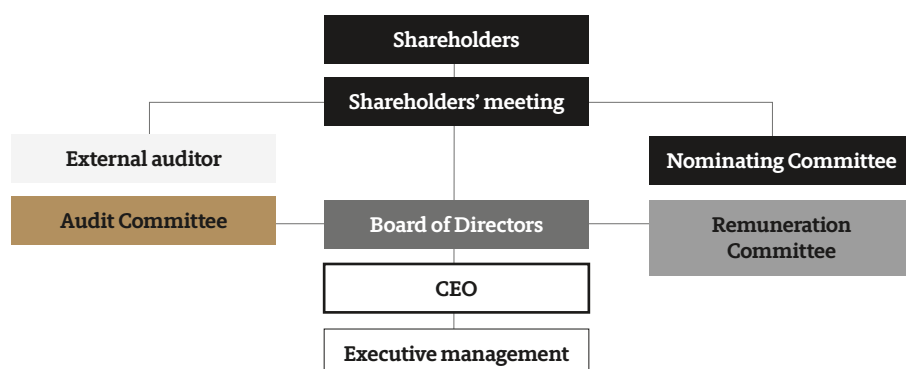 Shareholders
Shareholders’ meeting
External auditor
Nominating Committee
Audit Committee
Board of Directors
Remuneration
Committee
CEO
Executive management